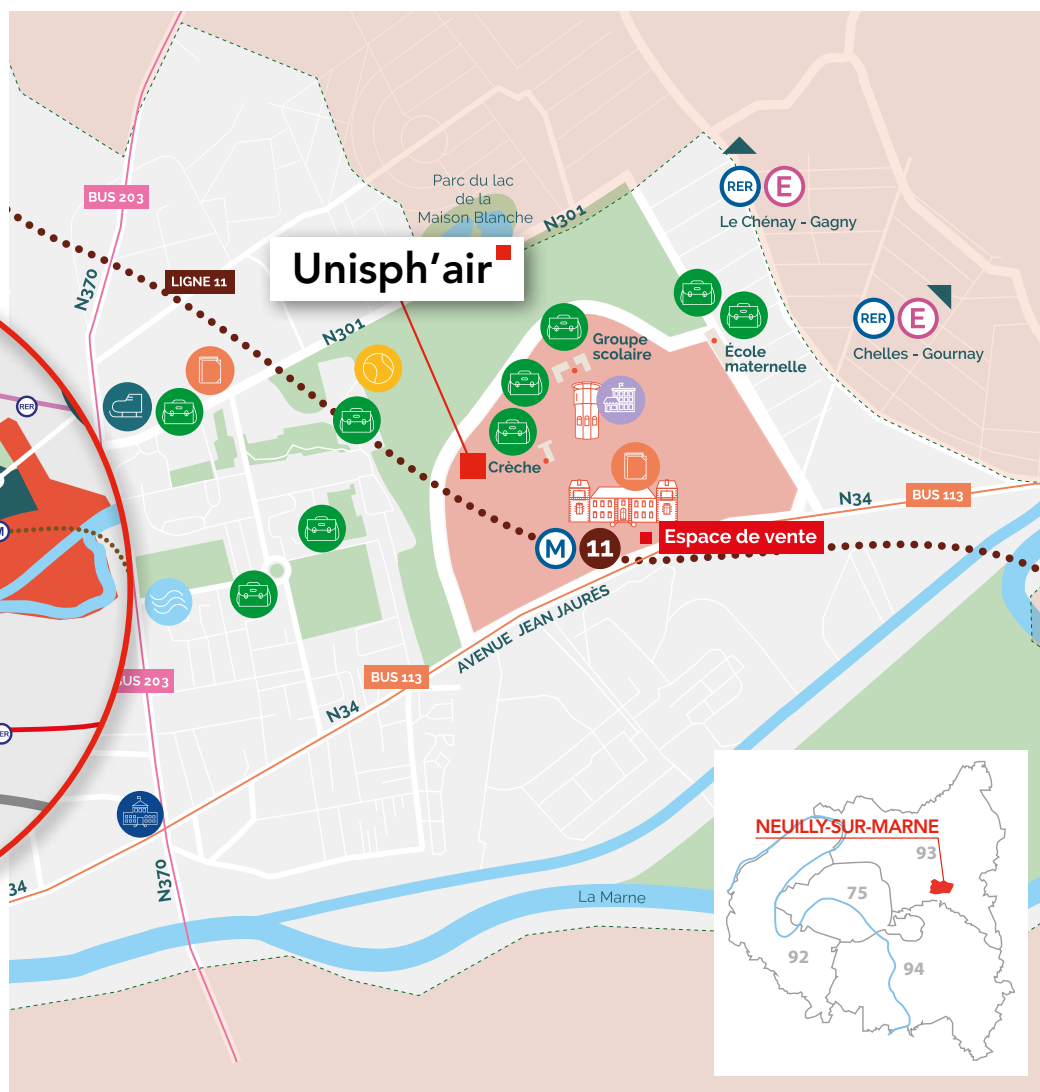 Parc du lac
de la
Maison Blanche
N301
RER
E
Le Chénay - Gagny
BUS 203
N370
LIGNE 11
Unisph'air
N301
RER
E
Chelles - Gournay
Groupe
scolaire
École
maternelle
RER
Crèche
N34
BUS 113
M
M
11
Espace de vente
AVENUE JEAN JAURÈS
BUS 203
BUS 113
N34
RER
N370
34
La Marne
NEUILLY-SUR-MARNE
93
75
92
94